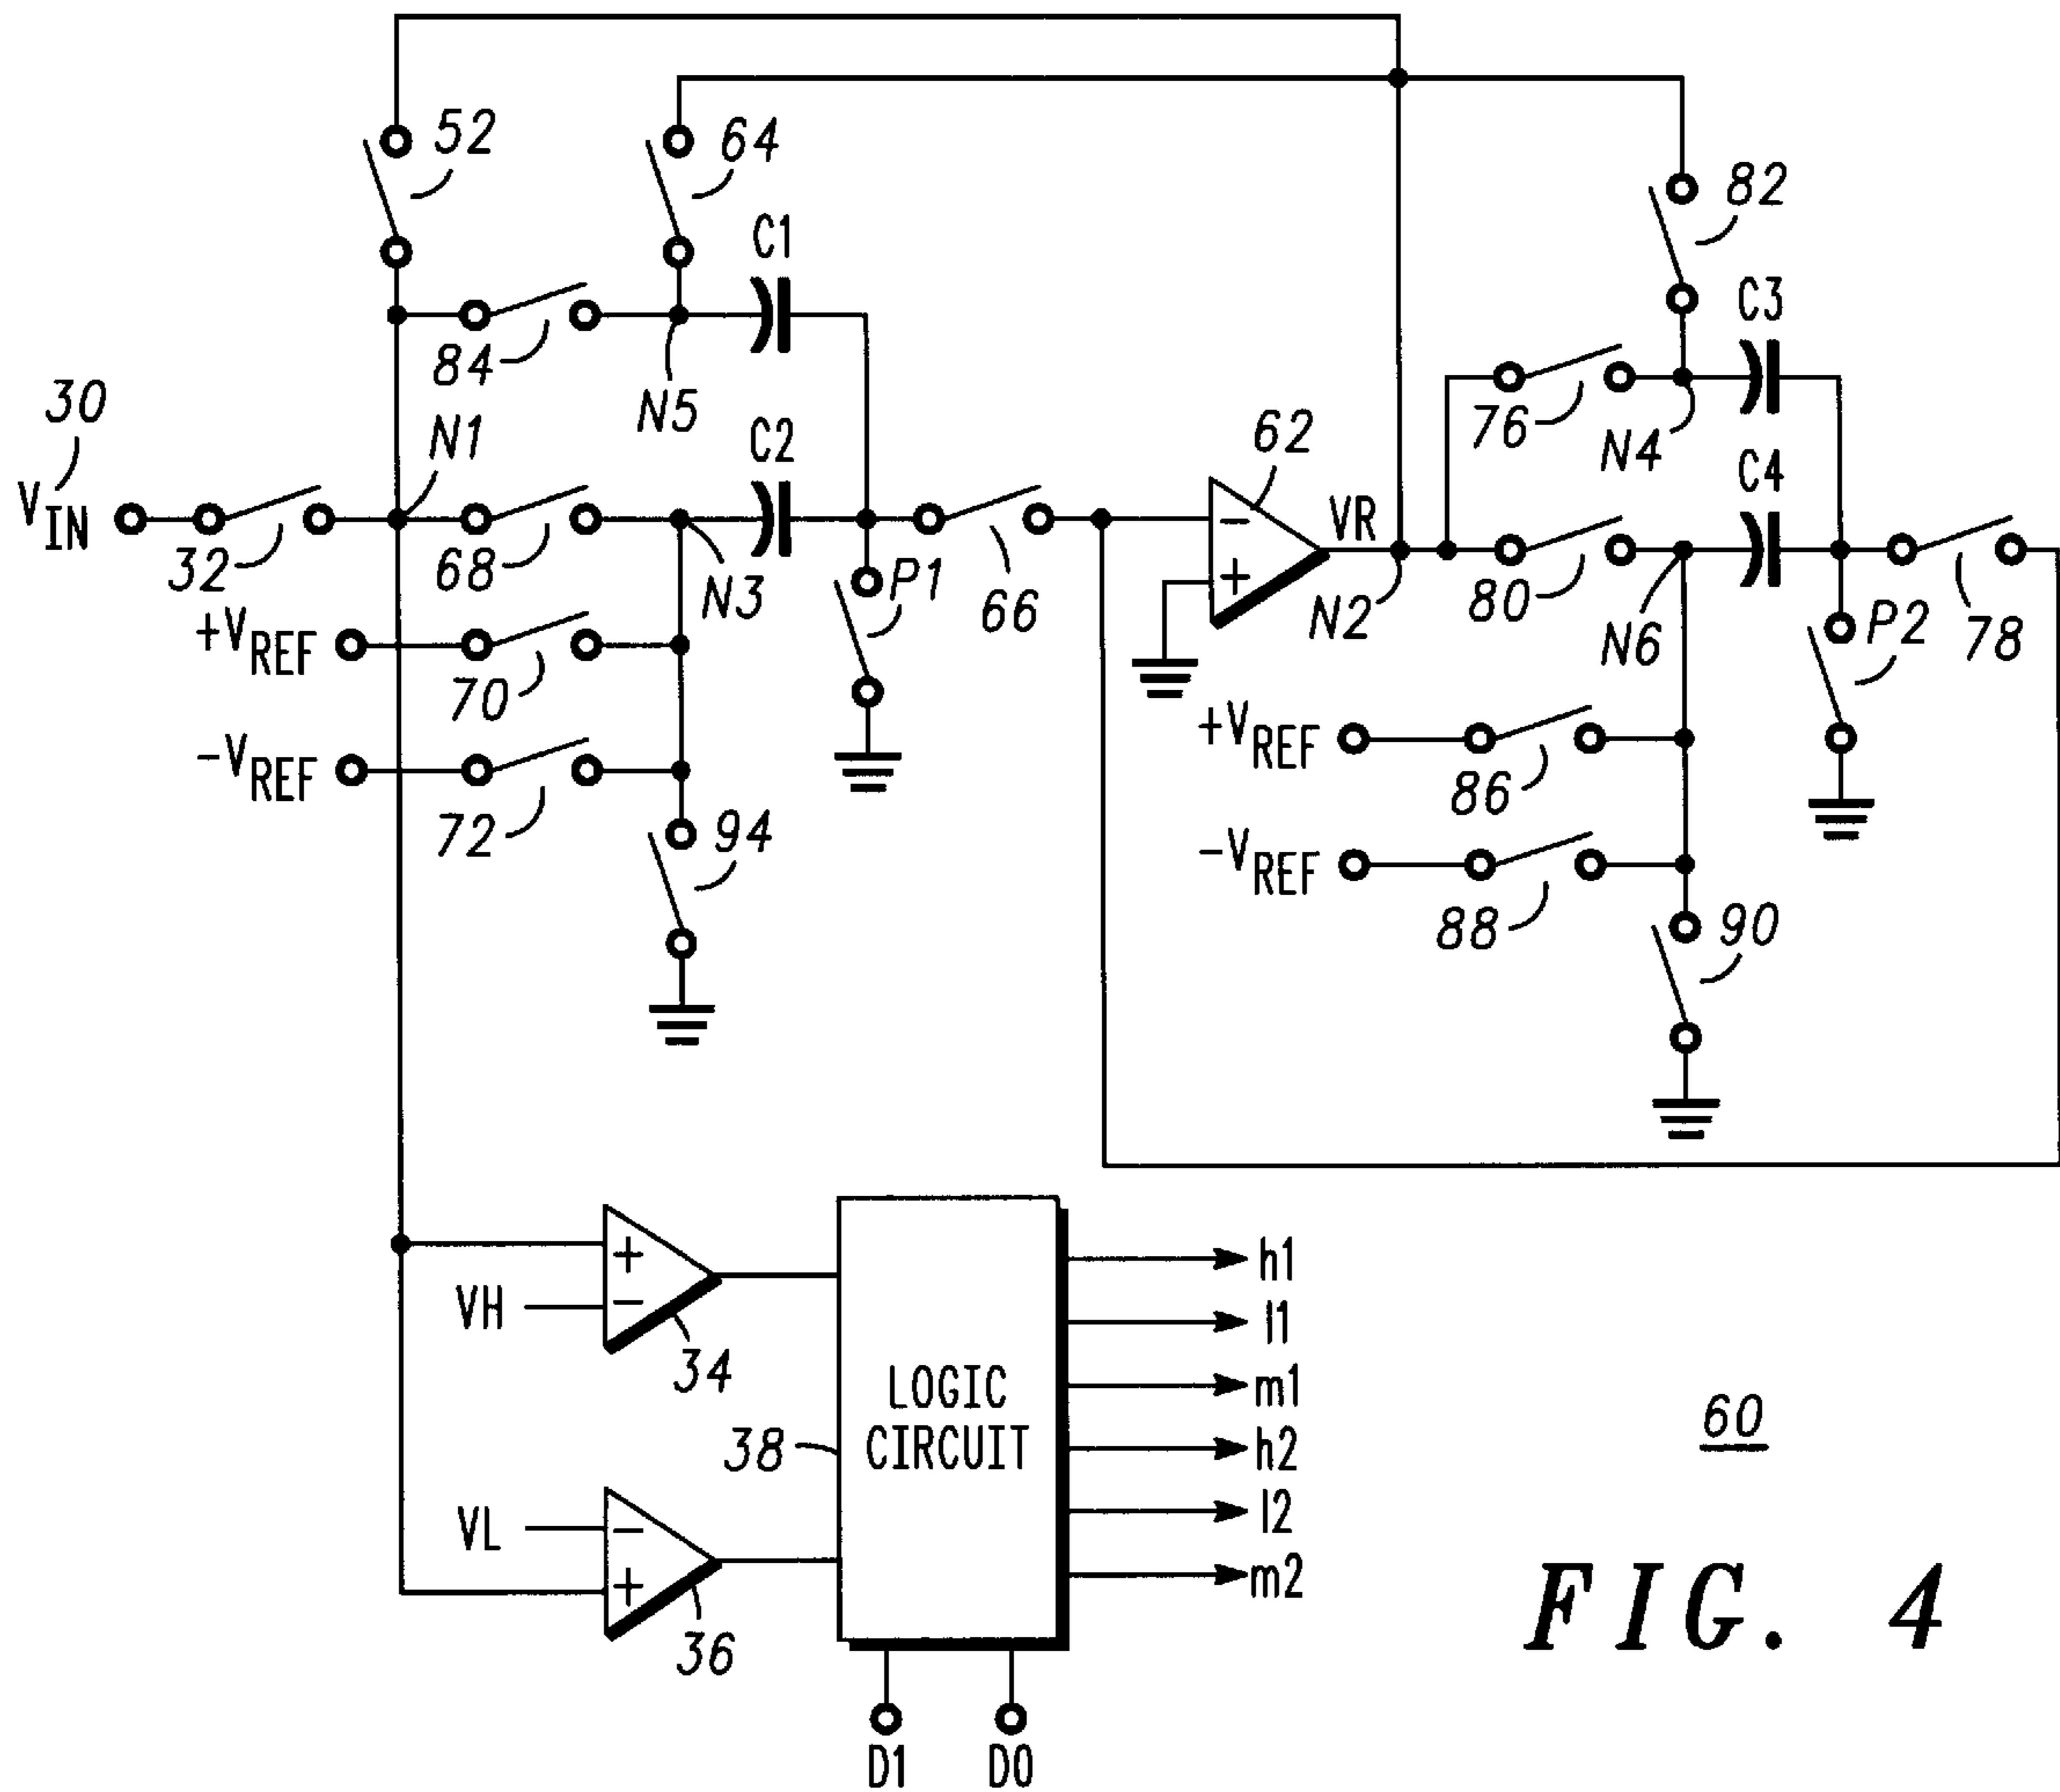 52
64
82
C1
C3
84
N5
76
N4
30
N1
C2
62
C4
VIN
32
68
N3
66
P1
VR
N2
80
N6
P2
78
+VREF
70
+VREF
86
-VREF
72
94
-VREF
88
90
+
-
VH
34
LOGIC
CIRCUIT
38
VL
-
+
36
h1
l1
m1
h2
l2
m2
-
+
D1
D0
60
FIG. 4